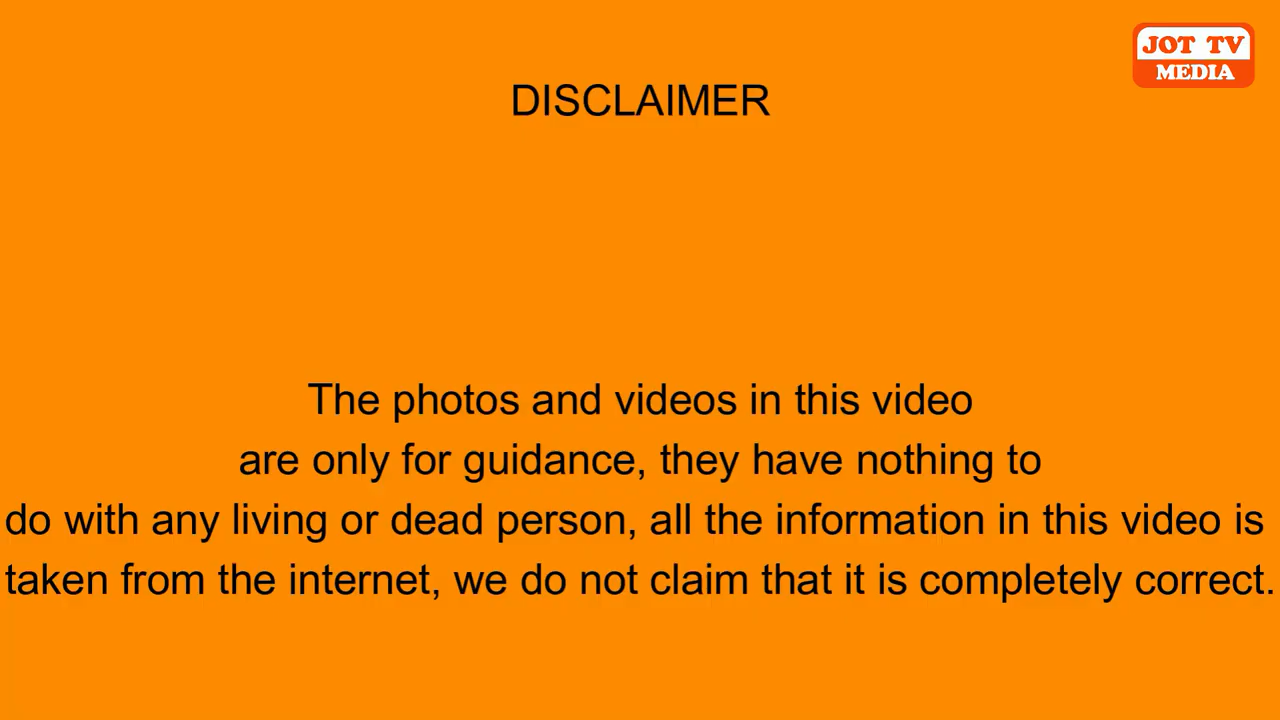 JOT TV
MEDIA
DISCLAIMER
The photos and videos in this video
are only for guidance, they have nothing to
do with any living or dead person, all the information in this video is
taken from the internet, we do not claim that it is completely correct.